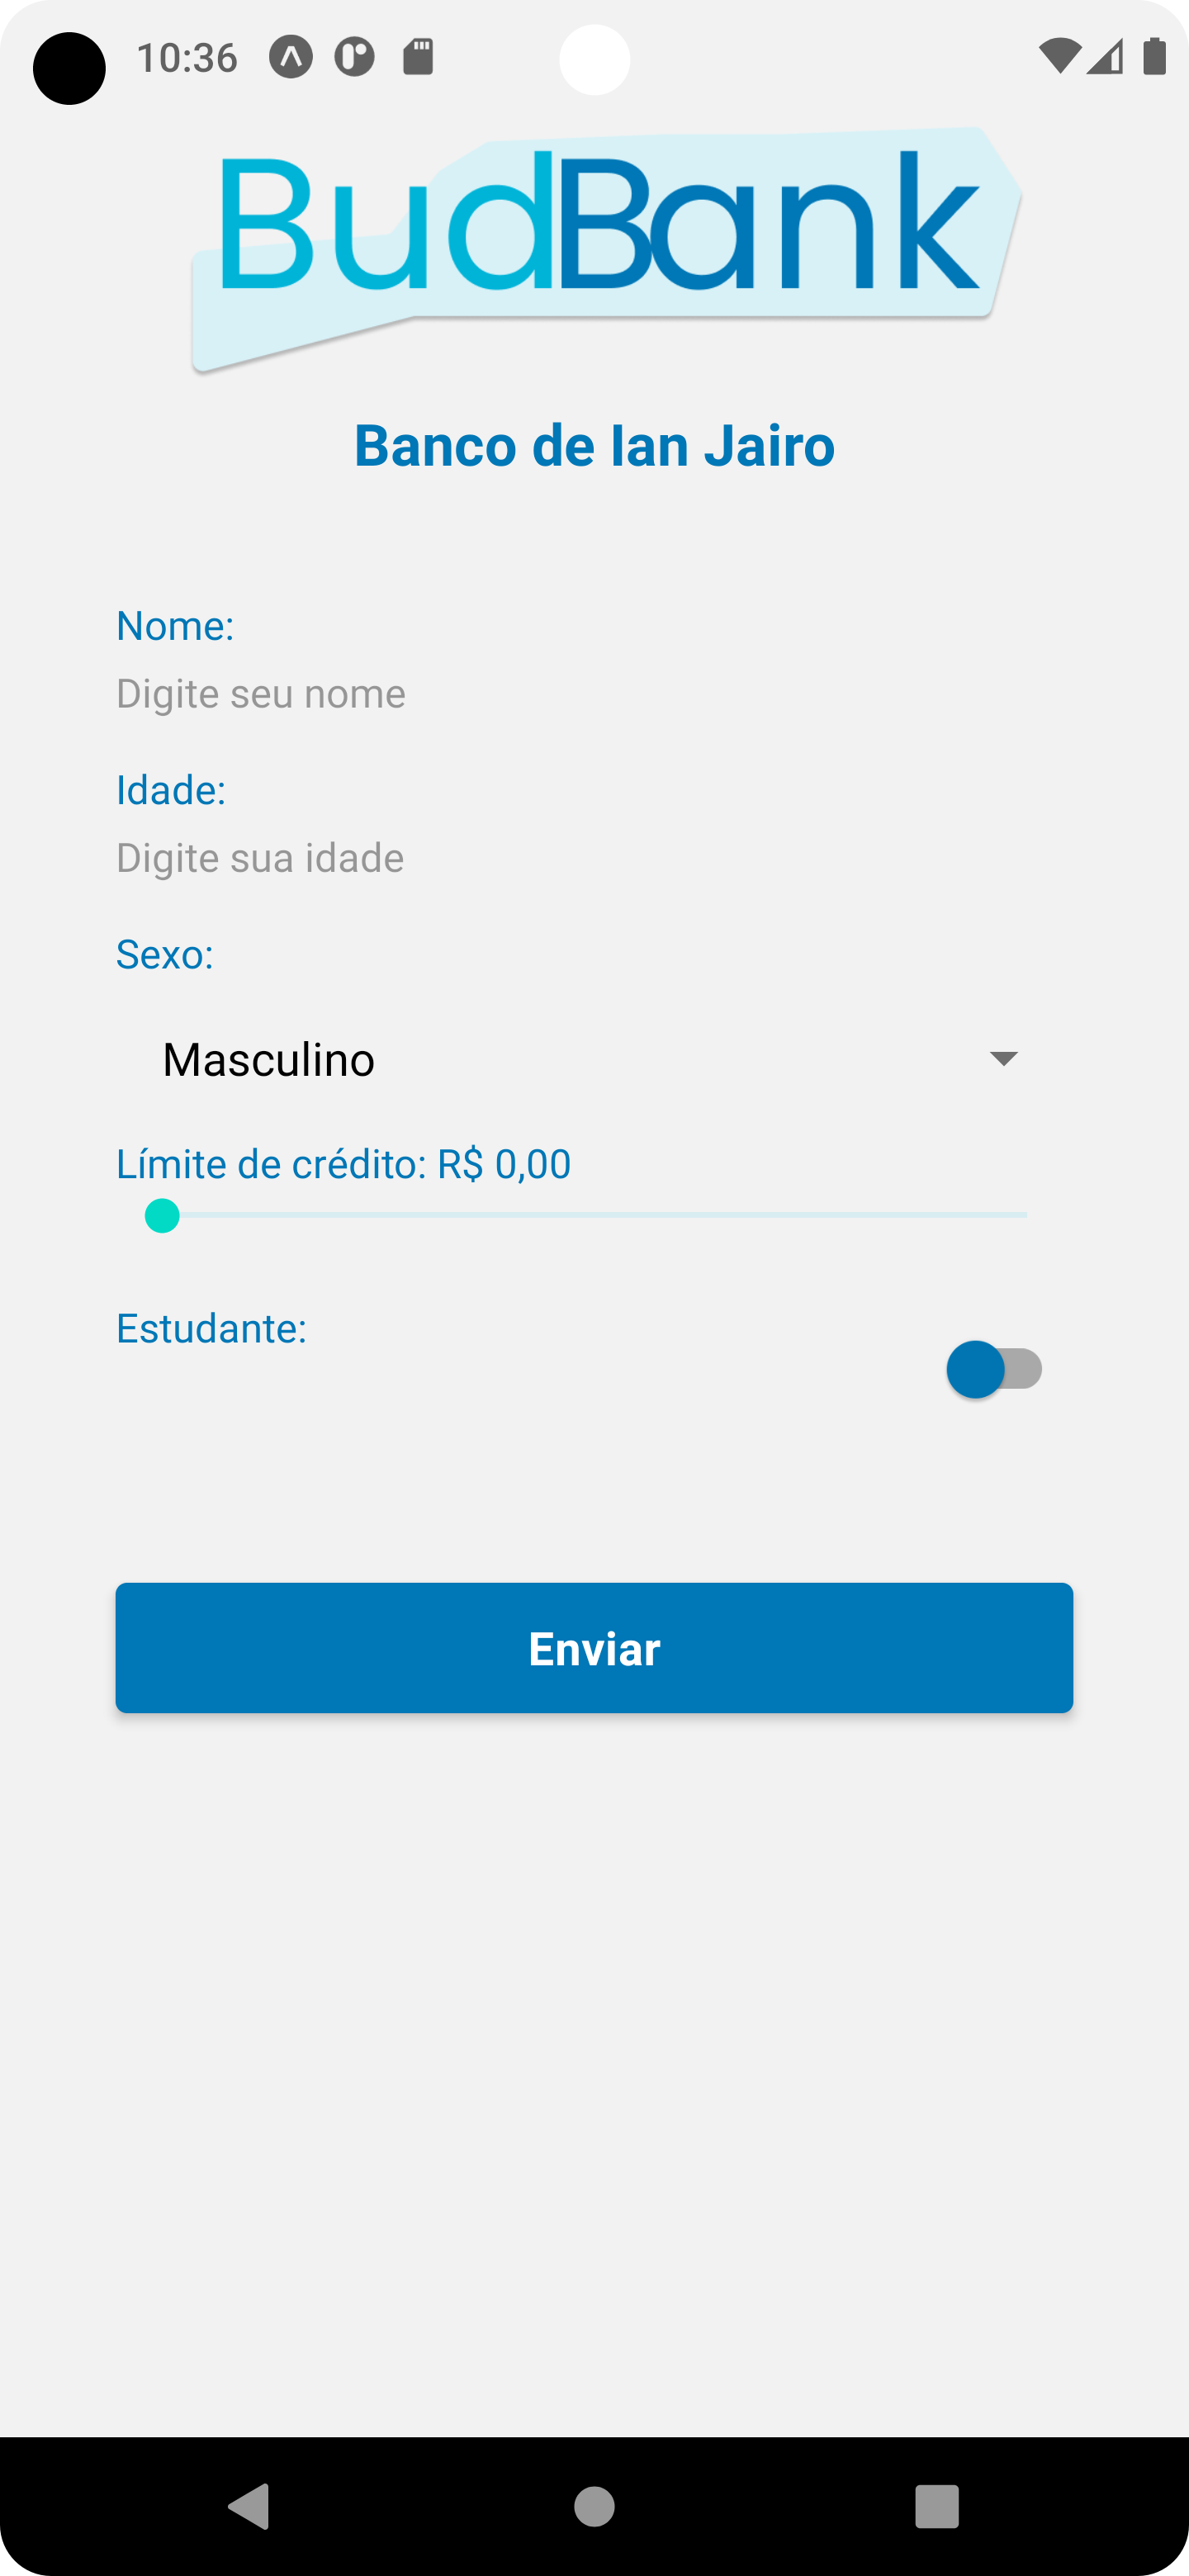 10:36
BudBank
Banco de Ian Jairo
Nome:
Digite seu nome
Idade:
Digite sua idade
Sexo:
Masculino
Límite de crédito: R$ 0,00
Estudante:
Enviar